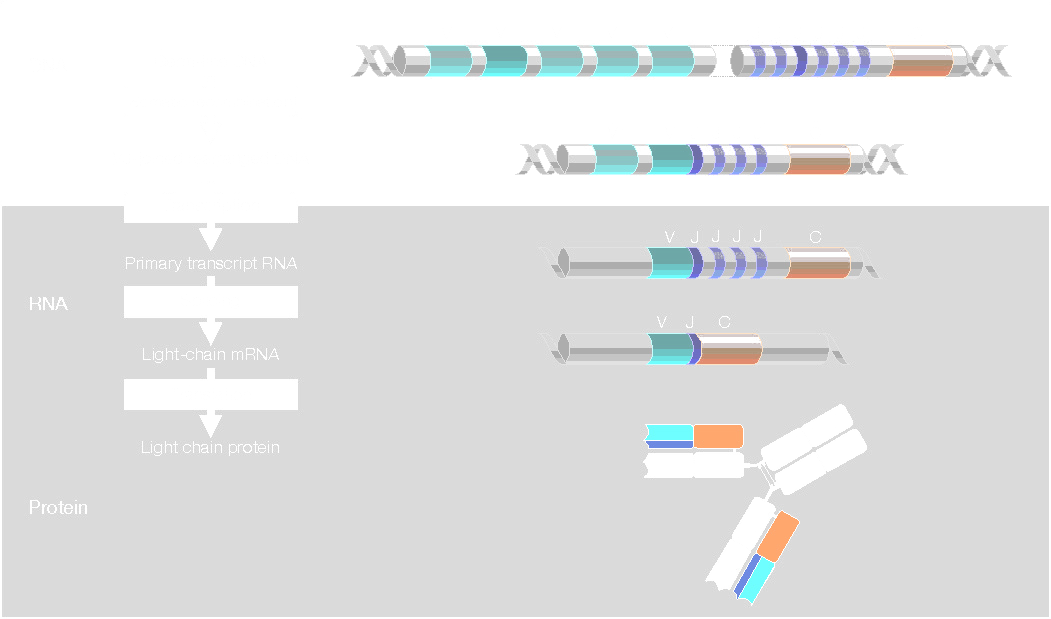 V J J J J C
Primary transcript RNA
RNA
V J C
Light-chain mRNA
Light chain protein
Protein